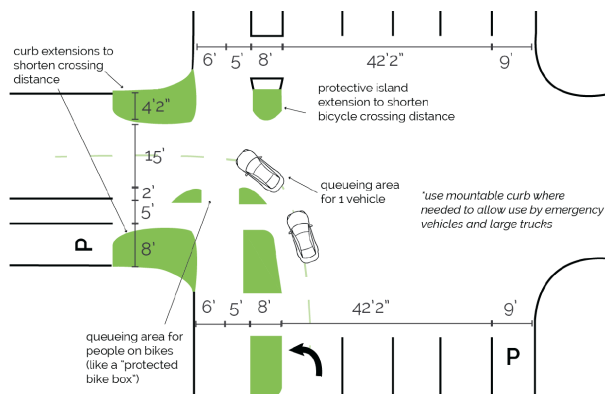 curb extensions to
shorten crossing
distance
6'
5'
8'
42'2"
9'
protective island
extension to shorten
bicycle crossing distance
4'2"
15'
2'
5'
8'
P
queueing area
for 1 vehicle
*use mountable curb where
needed to allow use by emergency
vehicles and large trucks
6'
5'
8'
42'2"
9'
queueing area for
people on bikes
(like a "protected
bike box")
P